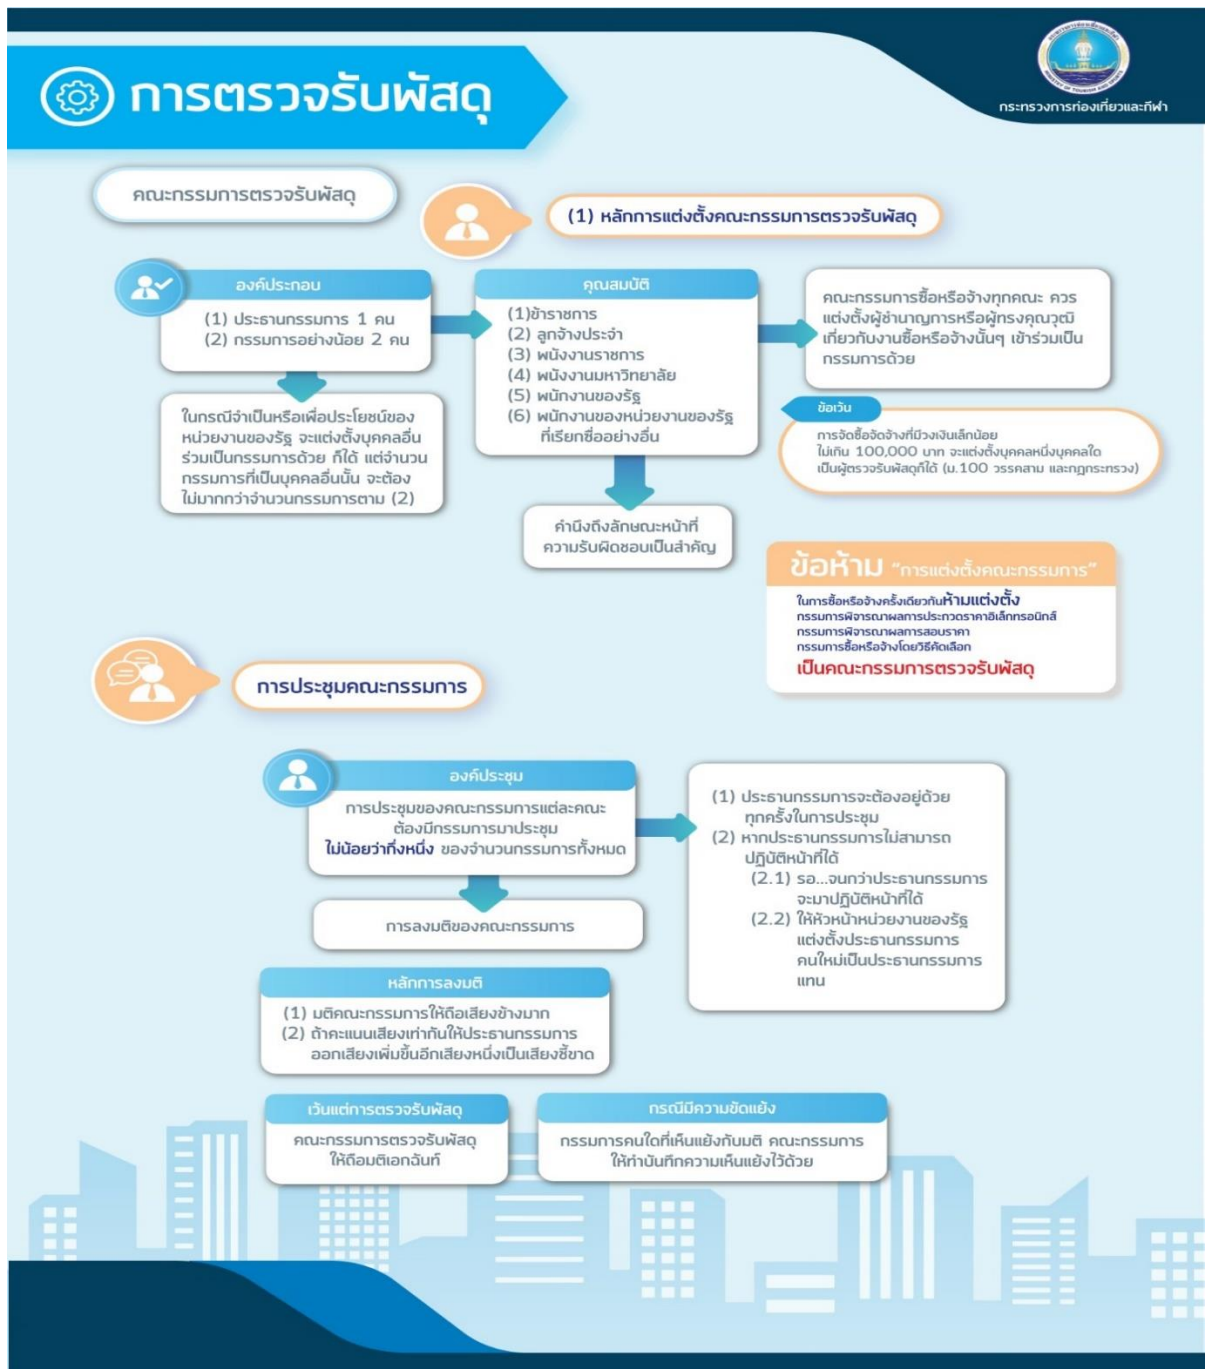 การตรวจรับพัสดุ
กระทรวงการท่องเที่ยวและกีฬา
คณะกรรมการตรวจรับพัสดุ
(1) หลักการแต่งตั้งคณะกรรมการตรวจรับพัสดุ
องค์ประกอบ
(1) ประธานกรรมการ 1 คน
(2) กรรมการอย่างน้อย 2 คน
ในกรณีจำเป็นหรือเพื่อประโยชน์ของ
หน่วยงานของรัฐ จะแต่งตั้งบุคคลอื่น
ร่วมเป็นกรรมการด้วย ก็ได้ แต่จำนวน
กรรมการที่เป็นบุคคลอื่นนั้น จะต้อง
ไม่มากกว่าจำนวนกรรมการตาม (2)
คุณสมบัติ
(1)ข้าราชการ
(2) ลูกจ้างประจำ
(3) พนังงานราชการ
(4) พนังงานมหาวิทยาลัย
(5) พนักงานของรัฐ
(6) พนักงานของหน่วยงานของรัฐ
ที่เรียกชื่ออย่างอื่น
คำนึงถึงลักษณะหน้าที่
ความรับผิดชอบเป็นสำคัญ
คณะกรรมการซื้อหรือจ้างทุกคณะ ควร
แต่งตั้งผู้ชำนาญการหรือผู้ทรงคุณวุฒิ
เกี่ยวกับงานซื้อหรือจ้างนั้นๆ เข้าร่วมเป็น
กรรมการด้วย
ข้อเว้น
การจัดซื้อจัดจ้างที่มีวงเงินเล็กน้อย
ไม่เกิน 100,000 บาท จะแต่งตั้งบุคคลหนึ่งบุคคลใด
เป็นผู้ตรวจรับพัสดุก็ได้ (ม.100 วรรคสาม และกฎกระทรวง)
ข้อห้าม “การแต่งตั้งคณะกรรมการ”
ในการซื้อหรือจ้างครั้งเดียวกันห้ามแต่งตั้ง
กรรมการพิจารณาผลการประกวดราคาอิเล็กทรอนิกส์
กรรมการพิจารณาผลการสอบราคา
กรรมการซื้อหรือจ้างโดยวิธีคัดเลือก
เป็นคณะกรรมการตรวจรับพัสดุ
การประชุมคณะกรรมการ
องค์ประชุม
การประชุมของคณะกรรมการแต่ละคณะ
ต้องมีกรรมการมาประชุม
ไม่น้อยว่ากึ่งหนึ่ง ของจำนวนกรรมการทั้งหมด
(1) ประธานกรรมการจะต้องอยู่ด้วย
ทุกครั้งในการประชุม
(2) หากประธานกรรมการไม่สามารถ
ปฏิบัติหน้าที่ได้
(2.1) รอ...จนกว่าประธานกรรมการ
จะมาปฏิบัติหน้าที่ได้
(2.2) ให้หัวหน้าหน่วยงานของรัฐ
แต่งตั้งประธานกรรมการ
คนใหม่เป็นประธานกรรมการ
แทน
การลงมติของคณะกรรมการ
หลักการลงมติ
(1) มติคณะกรรมการให้ถือเสียงข้างมาก
(2) ถ้าคะแนนเสียงเท่ากันให้ประธานกรรมการ
ออกเสียงเพิ่มขึ้นอีกเสียงหนึ่งเป็นเสียงชี้ขาด
เว้นแต่การตรวจรับพัสดุ
คณะกรรมการตรวจรับพัสดุ
ให้ถือมติเอกฉันท์
กรณีมีความขัดแย้ง
กรรมการคนใดที่เห็นแย้งกับมติ คณะกรรมการ
ให้ทำบันทึกความเห็นแย้งไว้ด้วย